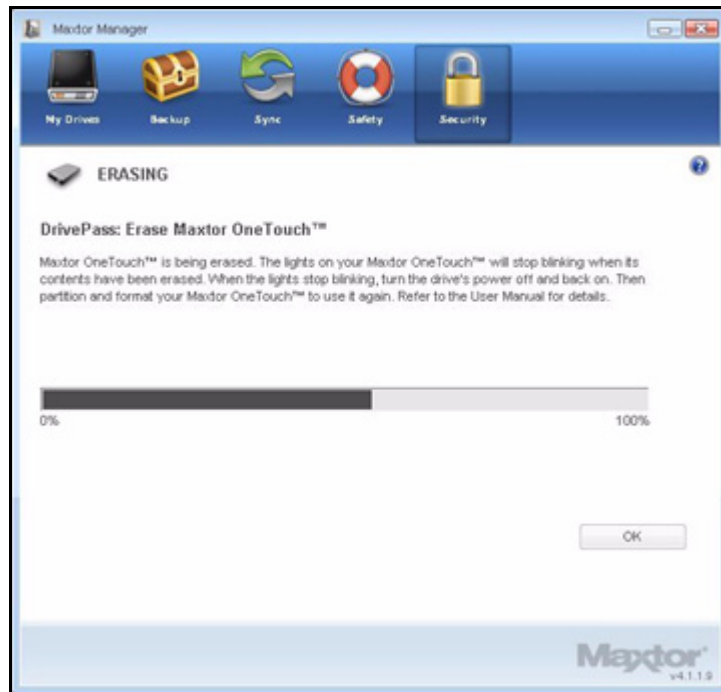 Maxtor Manager
My Drives Backup Sync Safety Security
ERASING
DrivePass: Erase Maxtor OneTouch™
Maxtor OneTouch™ is being erased. The lights on your Maxtor OneTouch™ will stop blinking when its
contents have been erased. When the lights stop blinking, turn the drive's power off and back on. Then
partition and format your Maxtor OneTouch™ to use it again. Refer to the User Manual for details.
0% 100%
OK
Maxtor
v4.1.1.9